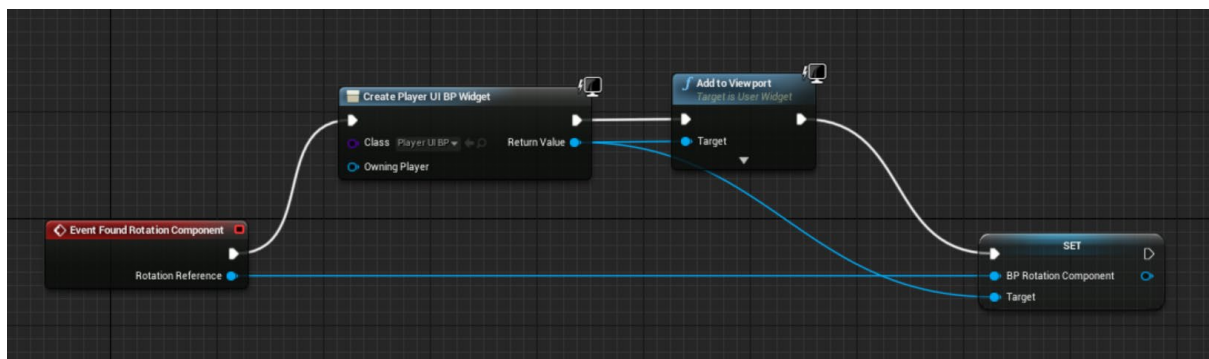 Event Found Rotation Component
Rotation Reference
Create Player UI BP Widget
Class Player UI BP Return Value
Owning Player
f Add to Viewport
Target is User Widget
Target
SET
BP Rotation Component
Target